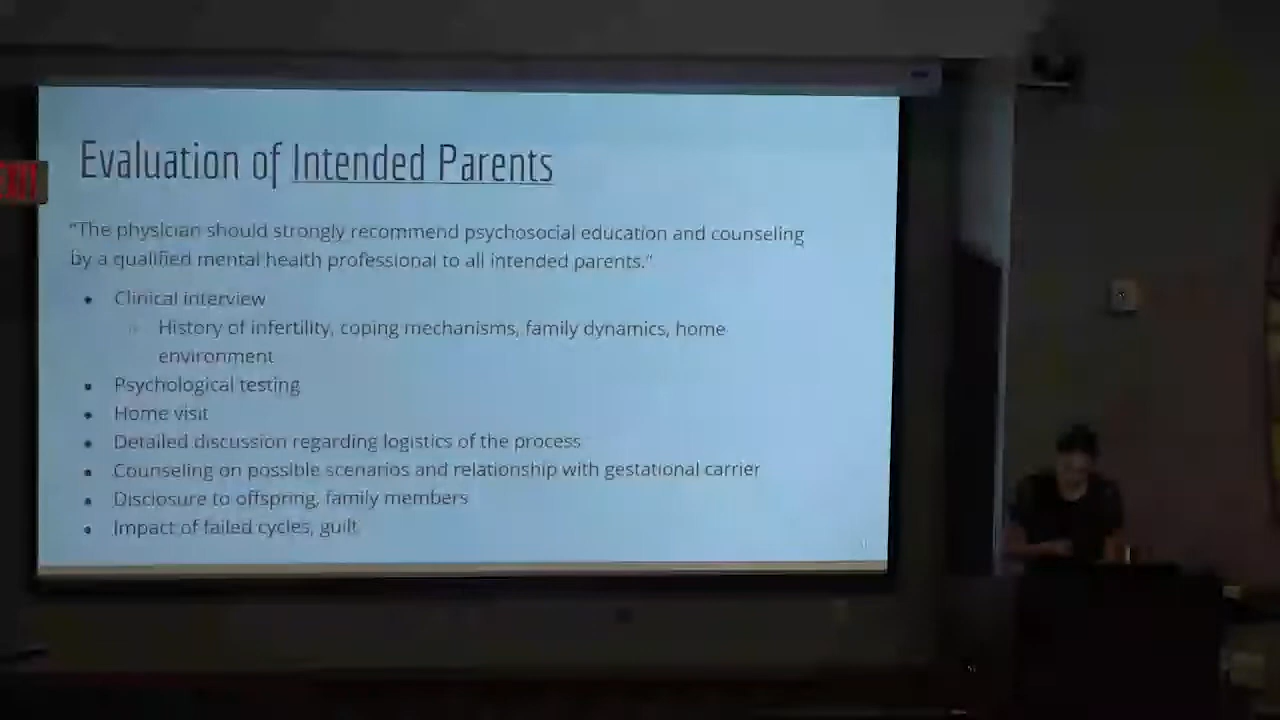 Evaluation of Intended Parents
"The physician should strongly recommend psychosocial education and counseling
by a qualified mental health professional to all intended parents."
Clinical interview
History of infertility, coping mechanisms, family dynamics, home
environment
Psychological testing
Home visit
Detailed discussion regarding logistics of the process
Counseling on possible scenarios and relationship with gestational carrier
Disclosure to offspring, family members
Impact of failed cycles, guilt